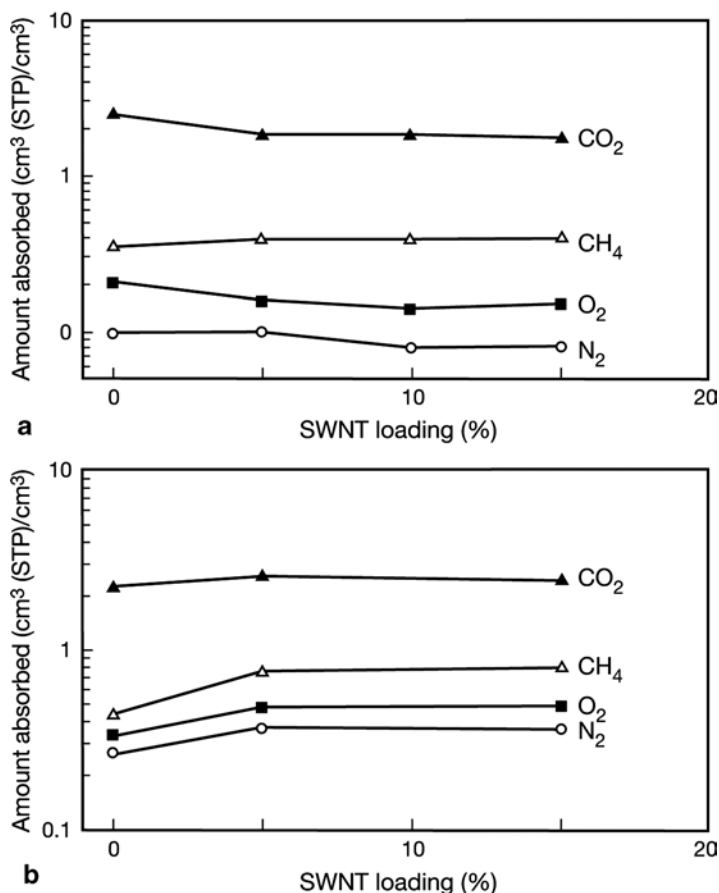 10
1
0
Amount absorbed (cm³ (STP)/cm³)
CO₂
CH₄
O₂
N₂
0
10
20
SWNT loading (%)
a
10
1
0.1
Amount absorbed (cm³ (STP)/cm³)
CO₂
CH₄
O₂
N₂
0
10
20
SWNT loading (%)
b